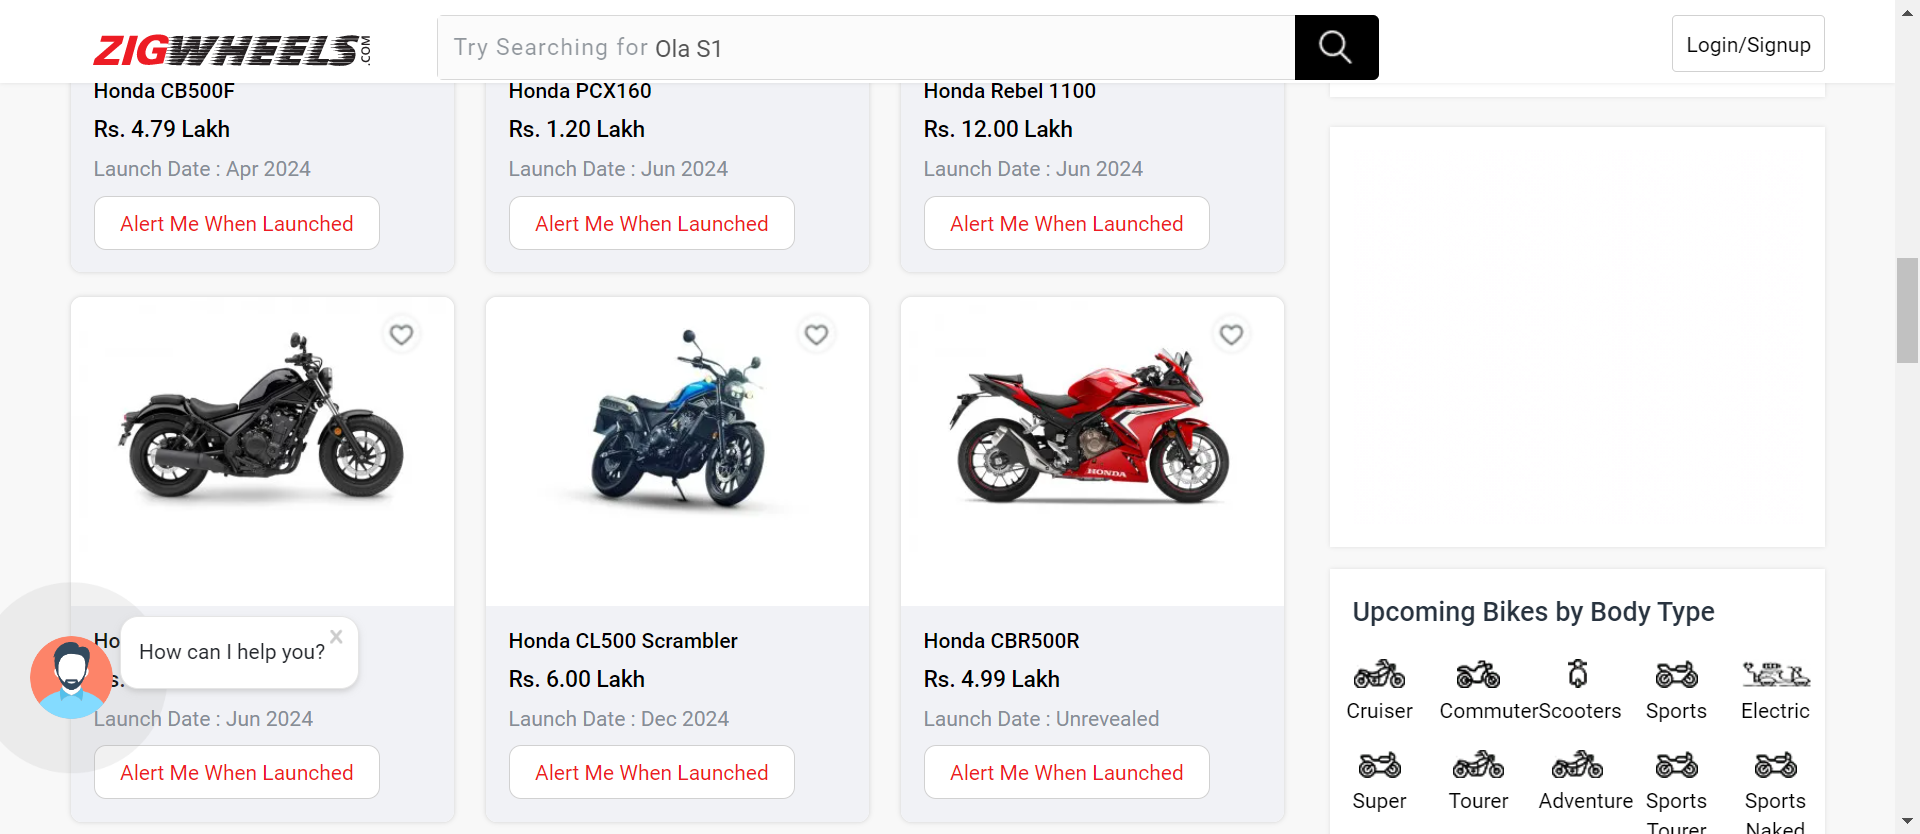 ZIGWHEELS.COM
Try Searching for Ola S1
Login/Signup
Honda CB500F
Rs. 4.79 Lakh
Launch Date : Apr 2024
Alert Me When Launched
Honda PCX160
Rs. 1.20 Lakh
Launch Date : Jun 2024
Alert Me When Launched
Honda Rebel 1100
Rs. 12.00 Lakh
Launch Date : Jun 2024
Alert Me When Launched
How can I help you?
Launch Date : Jun 2024
Alert Me When Launched
Honda CL500 Scrambler
Rs. 6.00 Lakh
Launch Date : Dec 2024
Alert Me When Launched
HONDA
Honda CBR500R
Rs. 4.99 Lakh
Launch Date : Unrevealed
Alert Me When Launched
Upcoming Bikes by Body Type
Cruiser
Commuter
Scooters
Sports
Electric
Super
Tourer
Adventure
Sports
Tourer
Sports
Naked